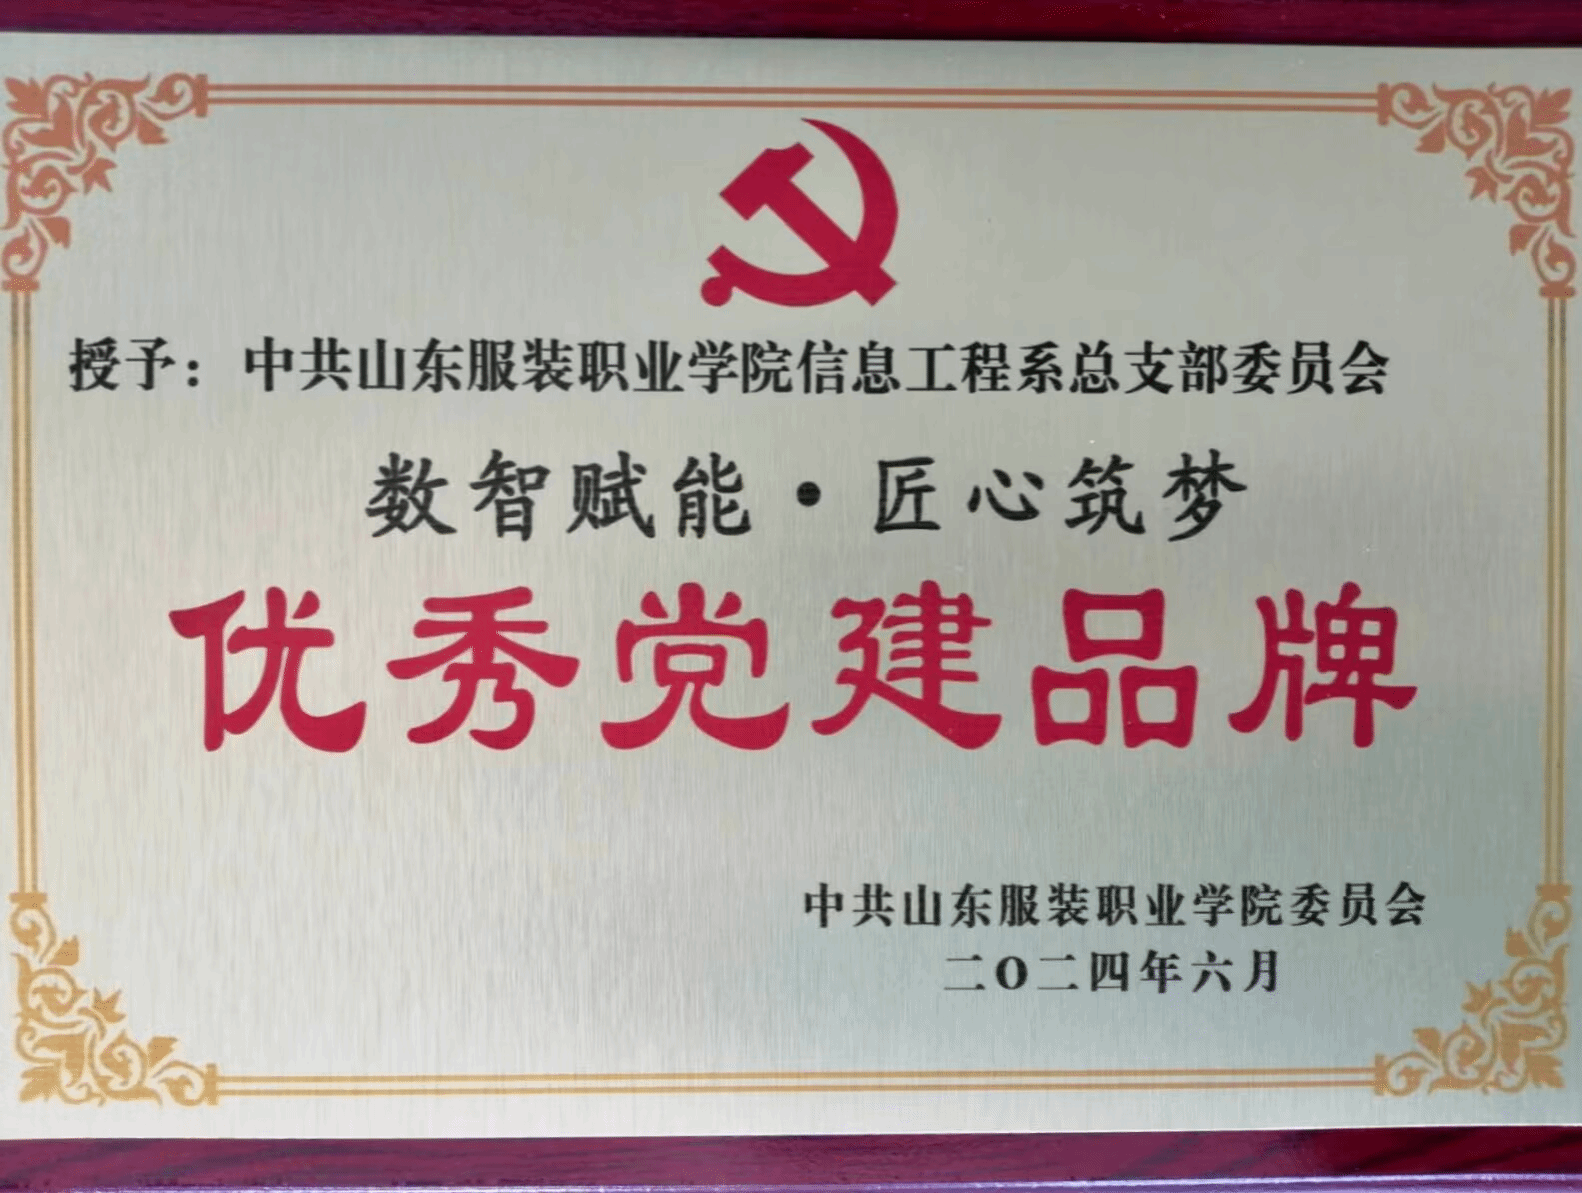 授予：中共山东服装职业学院信息工程系总支部委员会
数智赋能·匠心筑梦
优秀党建品牌
中共山东服装职业学院委员会
二O二四年六月